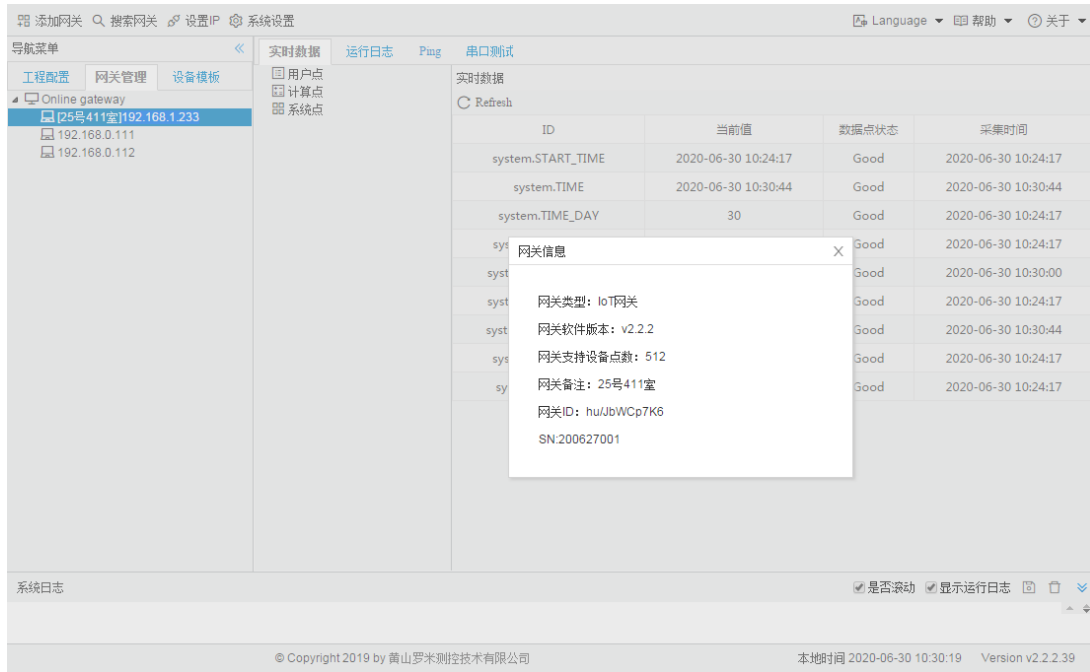 添加网关 搜索网关 设置IP 系统设置 Language 帮助 关于
导航菜单
工程配置 网关管理 设备模板
Online gateway
[25号411室]192.168.1.233
192.168.0.111
192.168.0.112
实时数据 运行日志 Ping 串口测试
用户点
计算点
系统点
实时数据
Refresh
ID 当前值 数据点状态 采集时间
system.START_TIME 2020-06-30 10:24:17 Good 2020-06-30 10:24:17
system.TIME 2020-06-30 10:30:44 Good 2020-06-30 10:30:44
system.TIME_DAY 30 Good 2020-06-30 10:24:17
sys Good 2020-06-30 10:24:17
syst Good 2020-06-30 10:30:00
syst Good 2020-06-30 10:24:17
syst Good 2020-06-30 10:30:44
sys Good 2020-06-30 10:24:17
sy Good 2020-06-30 10:24:17
网关信息
网关类型：IoT网关
网关软件版本：v2.2.2
网关支持设备点数：512
网关备注：25号411室
网关ID：hu/JbWCp7K6
SN:200627001
系统日志 是否滚动 显示运行日志
© Copyright 2019 by 黄山罗米测控技术有限公司 本地时间 2020-06-30 10:30:19 Version v2.2.2.39